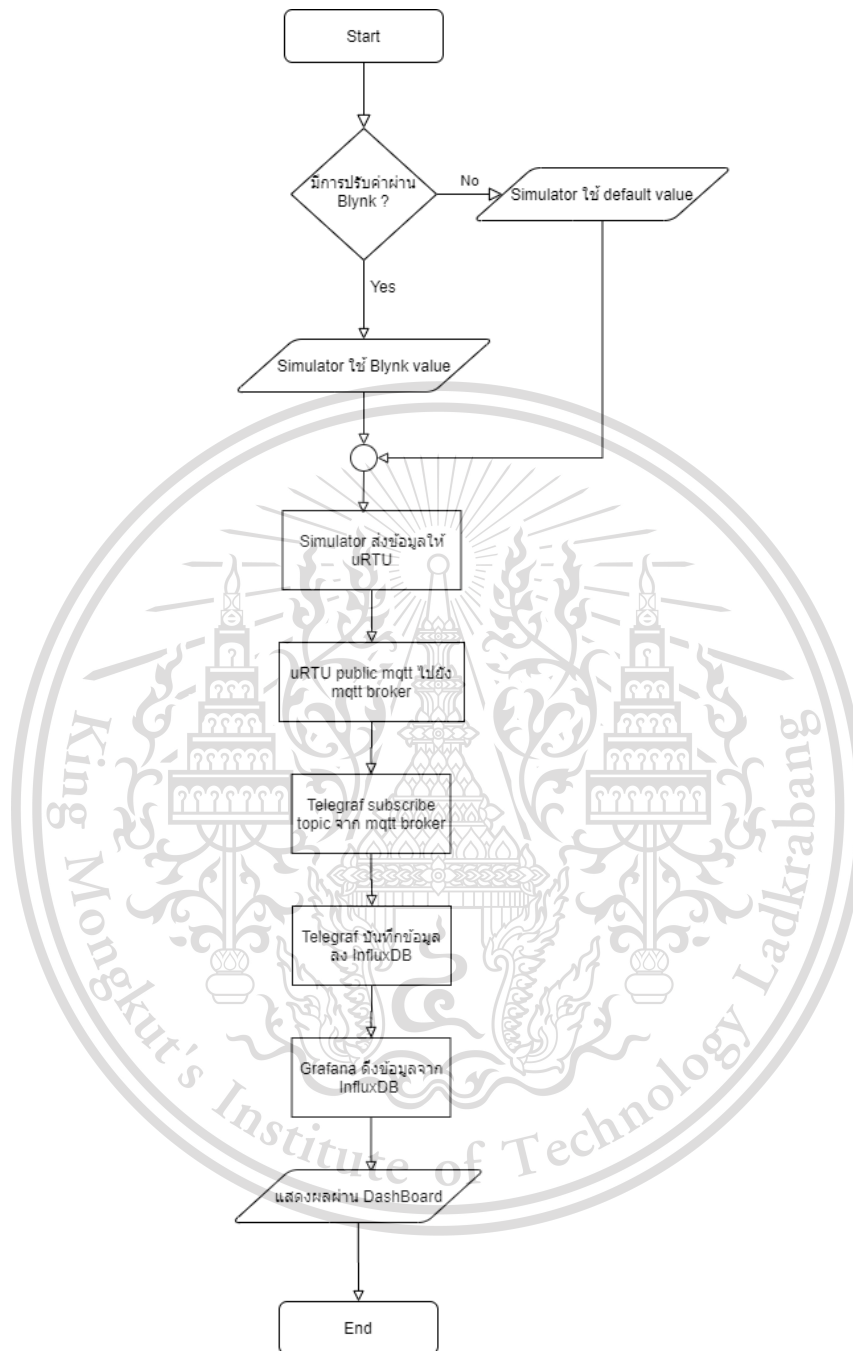 Start
มีการปรับค่าผ่าน
Blynk ?
No
Simulator ใช้ default value
Yes
Simulator ใช้ Blynk value
Simulator ส่งข้อมูลให้
uRTU
uRTU public mqtt ไปยัง
mqtt broker
Telegraf subscribe
topic จาก mqtt broker
Telegraf บันทึกข้อมูล
ลง InfluxDB
Grafana ดึงข้อมูลจาก
InfluxDB
แสดงผลผ่าน DashBoard
End
King Mongkut's Institute of Technology Ladkrabang